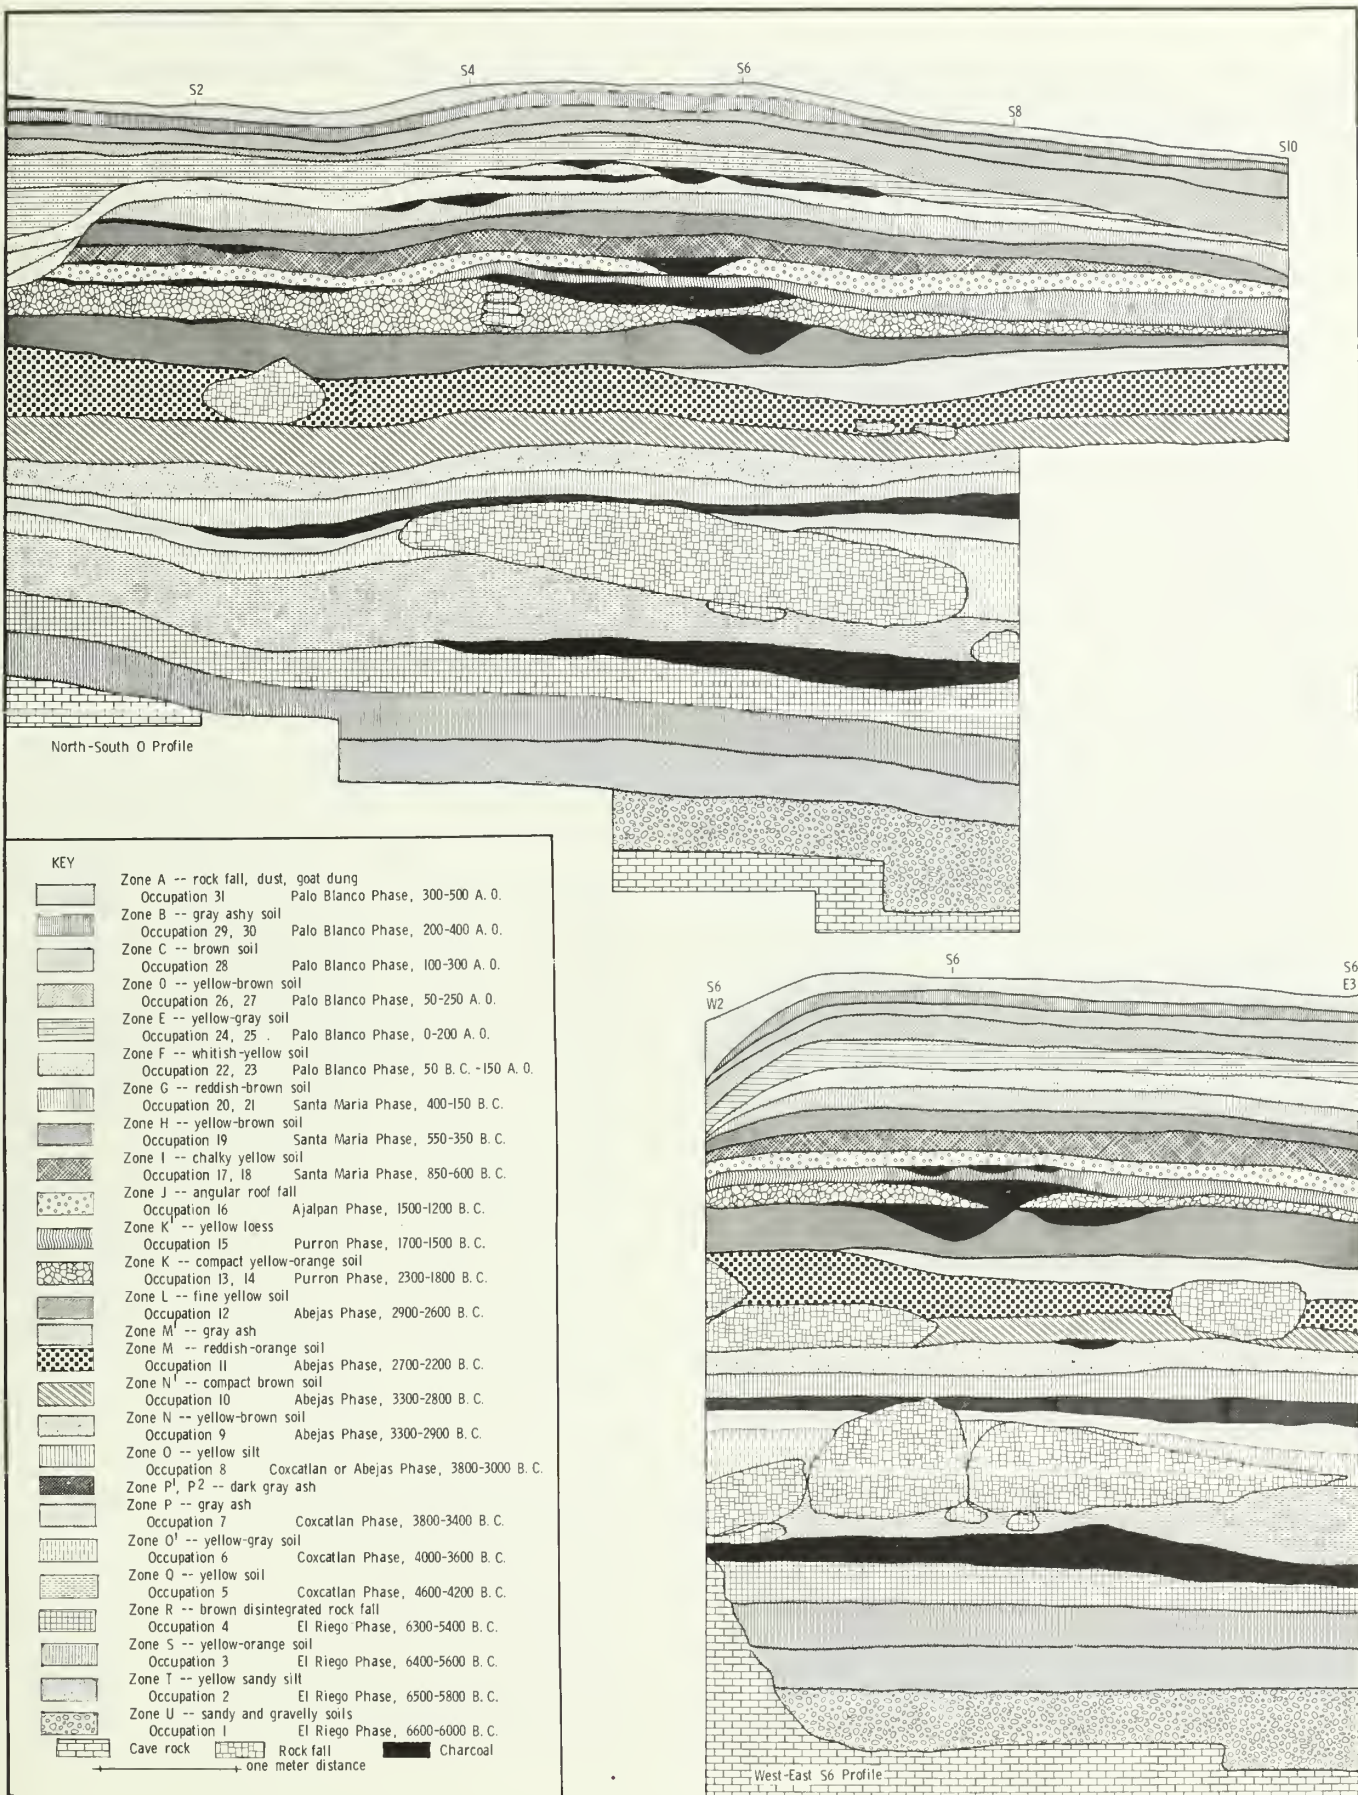 S2
S4
S6
S8
S10
North-South O Profile
KEY
Zone A -- rock fall, dust, goat dung
Occupation 31 Palo Blanco Phase, 300-500 A. O.
Zone B -- gray ashy soil
Occupation 29, 30 Palo Blanco Phase, 200-400 A. O.
Zone C -- brown soil
Occupation 28 Palo Blanco Phase, 100-300 A. O.
Zone O -- yellow-brown soil
Occupation 26, 27 Palo Blanco Phase, 50-250 A. O.
Zone E -- yellow-gray soil
Occupation 24, 25 . Palo Blanco Phase, 0-200 A. O.
Zone F -- whitish-yellow soil
Occupation 22, 23 Palo Blanco Phase, 50 B. C. -150 A. O.
Zone G -- reddish-brown soil
Occupation 20, 21 Santa Maria Phase, 400-150 B. C.
Zone H -- yellow-brown soil
Occupation 19 Santa Maria Phase, 550-350 B. C.
Zone I -- chalky yellow soil
Occupation 17, 18 Santa Maria Phase, 850-600 B. C.
Zone J -- angular roof fall
Occupation 16 Ajalpan Phase, 1500-1200 B. C.
Zone K' -- yellow loess
Occupation 15 Purron Phase, 1700-1500 B. C.
Zone K -- compact yellow-orange soil
Occupation 13, 14 Purron Phase, 2300-1800 B. C.
Zone L -- fine yellow soil
Occupation 12 Abejas Phase, 2900-2600 B. C.
Zone M' -- gray ash
Zone M -- reddish-orange soil
Occupation 11 Abejas Phase, 2700-2200 B. C.
Zone N' -- compact brown soil
Occupation 10 Abejas Phase, 3300-2800 B. C.
Zone N -- yellow-brown soil
Occupation 9 Abejas Phase, 3300-2900 B. C.
Zone O -- yellow silt
Occupation 8 Coxcatlan or Abejas Phase, 3800-3000 B. C.
Zone P', P2 -- dark gray ash
Zone P -- gray ash
Occupation 7 Coxcatlan Phase, 3800-3400 B. C.
Zone O' -- yellow-gray soil
Occupation 6 Coxcatlan Phase, 4000-3600 B. C.
Zone Q -- yellow soil
Occupation 5 Coxcatlan Phase, 4600-4200 B. C.
Zone R -- brown disintegrated rock fall
Occupation 4 El Riego Phase, 6300-5400 B. C.
Zone S -- yellow-orange soil
Occupation 3 El Riego Phase, 6400-5600 B. C.
Zone T -- yellow sandy silt
Occupation 2 El Riego Phase, 6500-5800 B. C.
Zone U -- sandy and gravelly soils
Occupation 1 El Riego Phase, 6600-6000 B. C.
Cave rock Rock fall Charcoal
one meter distance
S6
W2
S6
S6
E3
West-East S6 Profile